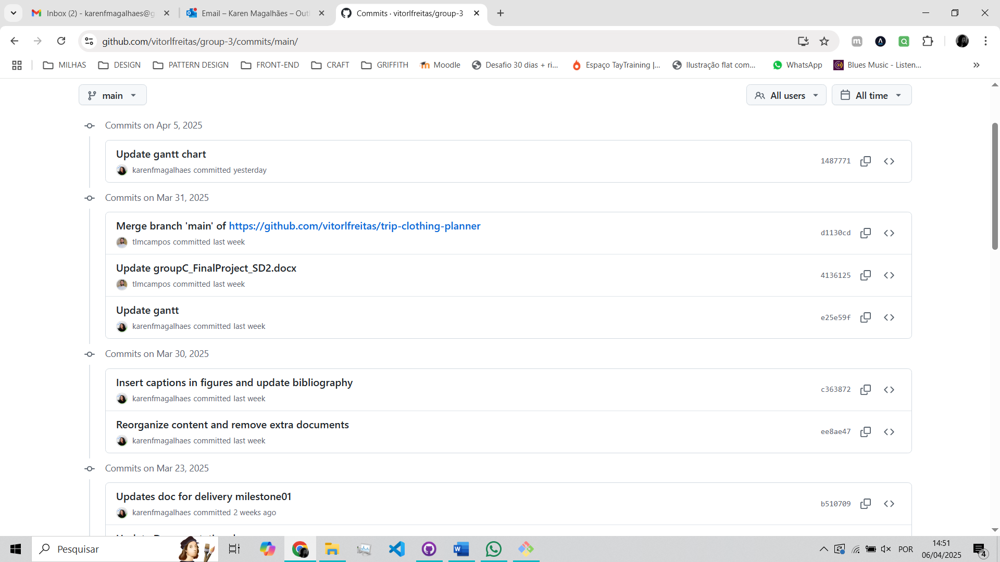 Inbox (2) - karenfmagalhaes@g
Email – Karen Magalhães – Outl
Commits · vitorlfreitas/group-3
github.com/vitorlfreitas/group-3/commits/main/
MILHAS
DESIGN
PATTERN DESIGN
FRONT-END
CRAFT
GRIFFITH
Moodle
Desafio 30 dias + ri...
Espaço TayTraining |...
Ilustração flat com...
WhatsApp
Blues Music - Listen...
main
All users
All time
Commits on Apr 5, 2025
Update gantt chart
1487771
karenfmagalhaes committed yesterday
Commits on Mar 31, 2025
Merge branch 'main' of https://github.com/vitorlfreitas/trip-clothing-planner
d1130cd
tlmcampos committed last week
Update groupC_FinalProject_SD2.docx
4136125
tlmcampos committed last week
Update gantt
e25e59f
karenfmagalhaes committed last week
Commits on Mar 30, 2025
Insert captions in figures and update bibliography
c363872
karenfmagalhaes committed last week
Reorganize content and remove extra documents
ee8ae47
karenfmagalhaes committed last week
Commits on Mar 23, 2025
Updates doc for delivery milestone01
b510709
karenfmagalhaes committed 2 weeks ago
Pesquisar
POR
14:51
06/04/2025
4